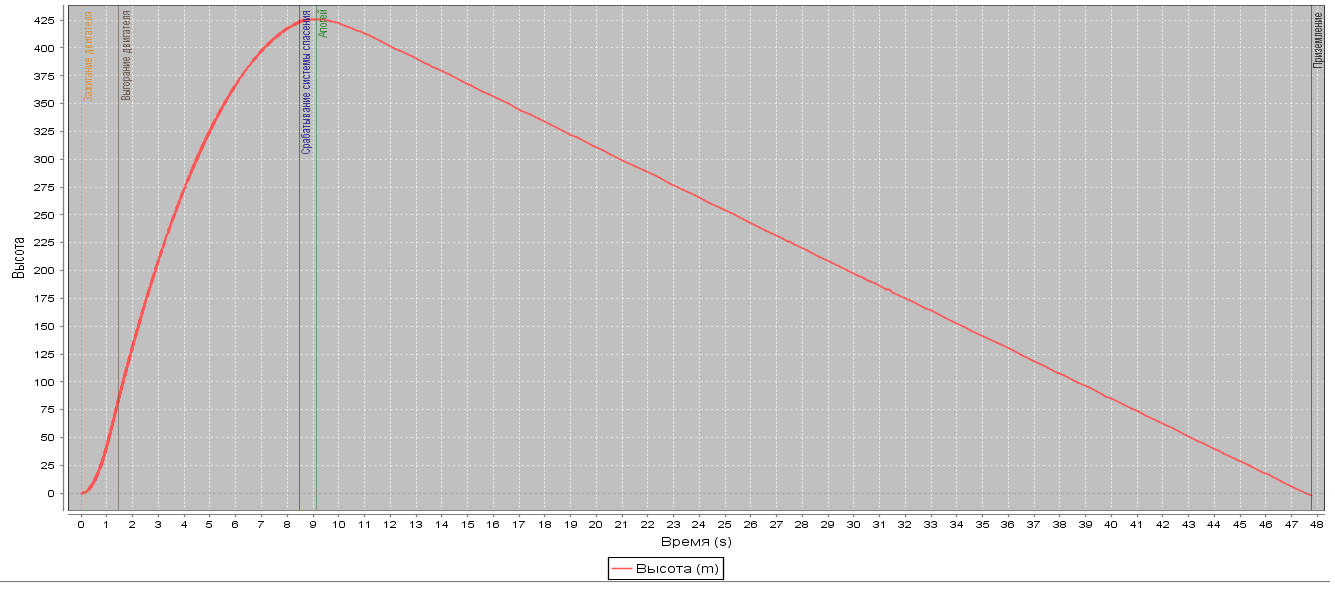 425
400
375
350
325
300
275
250
225
200
175
150
125
100
75
50
25
0
Высота
Зажигание двигателя
Выгорание двигателя
Срабатывание системы спасения
Апогей
Приземление
0 1 2 3 4 5 6 7 8 9 10 11 12 13 14 15 16 17 18 19 20 21 22 23 24 25 26 27 28 29 30 31 32 33 34 35 36 37 38 39 40 41 42 43 44 45 46 47 48
Время (s)
Высота (m)